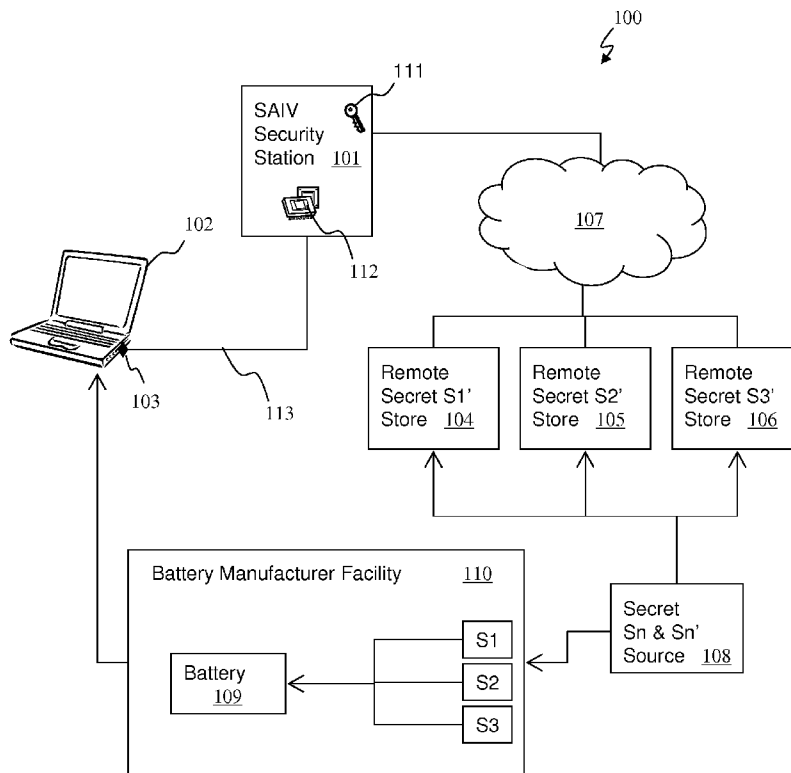 100
111
SAIV
Security
Station 101
112
107
102
103
113
Remote
Secret S1'
Store 104
Remote
Secret S2'
Store 105
Remote
Secret S3'
Store 106
Battery Manufacturer Facility 110
S1
S2
S3
Battery
109
Secret
Sn & Sn'
Source 108